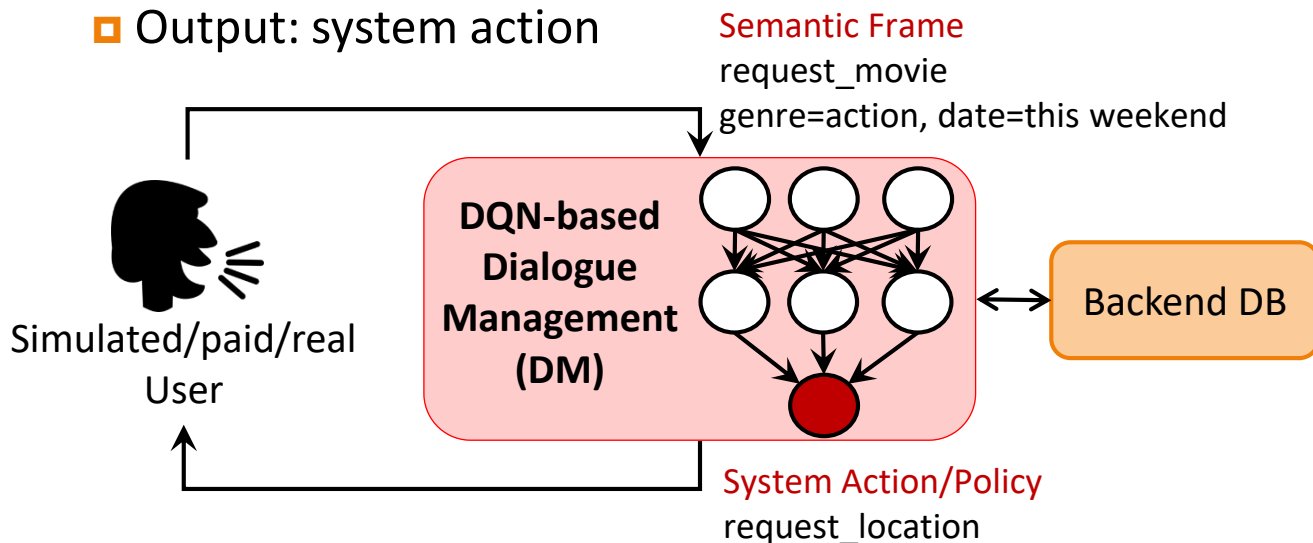 Output: system action
Semantic Frame
request_movie
genre=action, date=this weekend
DQN-based
Dialogue
Management
(DM)
Backend DB
Simulated/paid/real
User
System Action/Policy
request_location